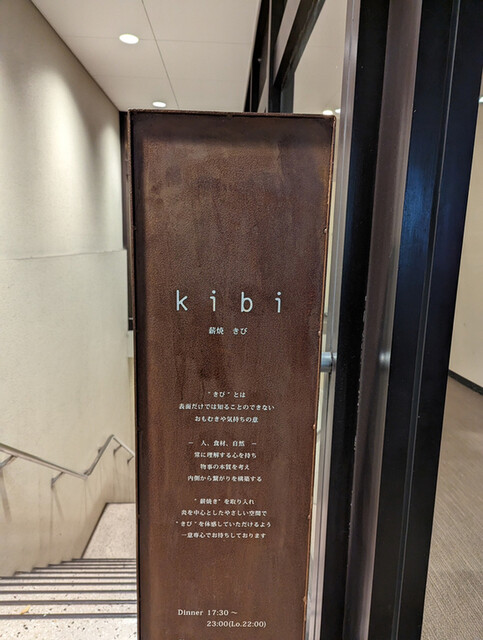 kibi
薪焼 きび
"きび"とは
表面だけでは知ることのできない
おもむきや気持ちの意
― 人、食材、自然 ―
常に理解する心を持ち
物事の本質を考え
内側から繋がりを構築する
"薪焼き"を取り入れ
炎を中心としたやさしい空間で
"きび"を体感していただけるよう
一意専心でお待ちしております
Dinner 17:30～
23:00(Lo.22:00)